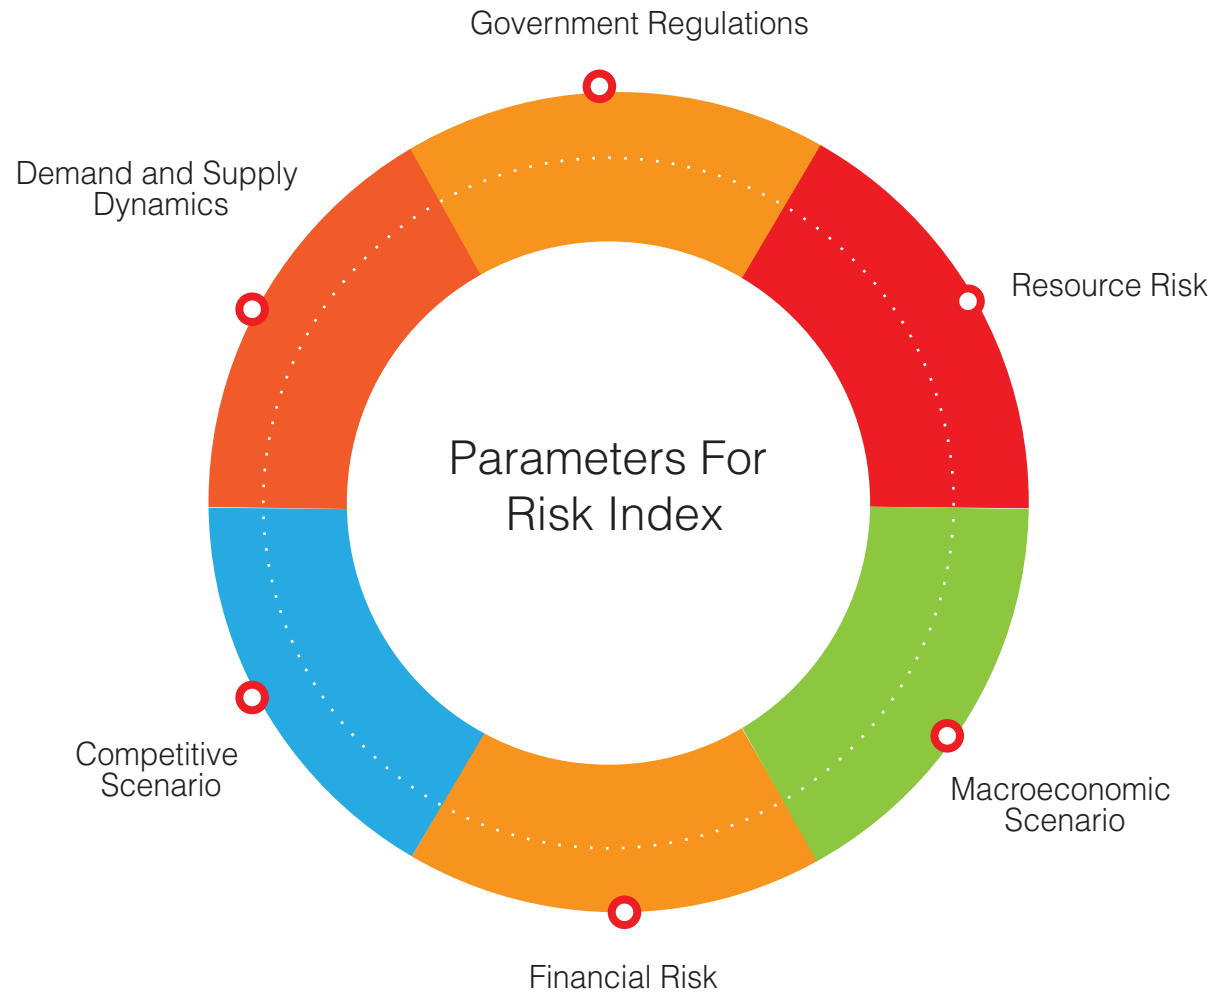 Government Regulations
Demand and Supply
Dynamics
Resource Risk
Parameters For
Risk Index
Competitive
Scenario
Macroeconomic
Scenario
Financial Risk